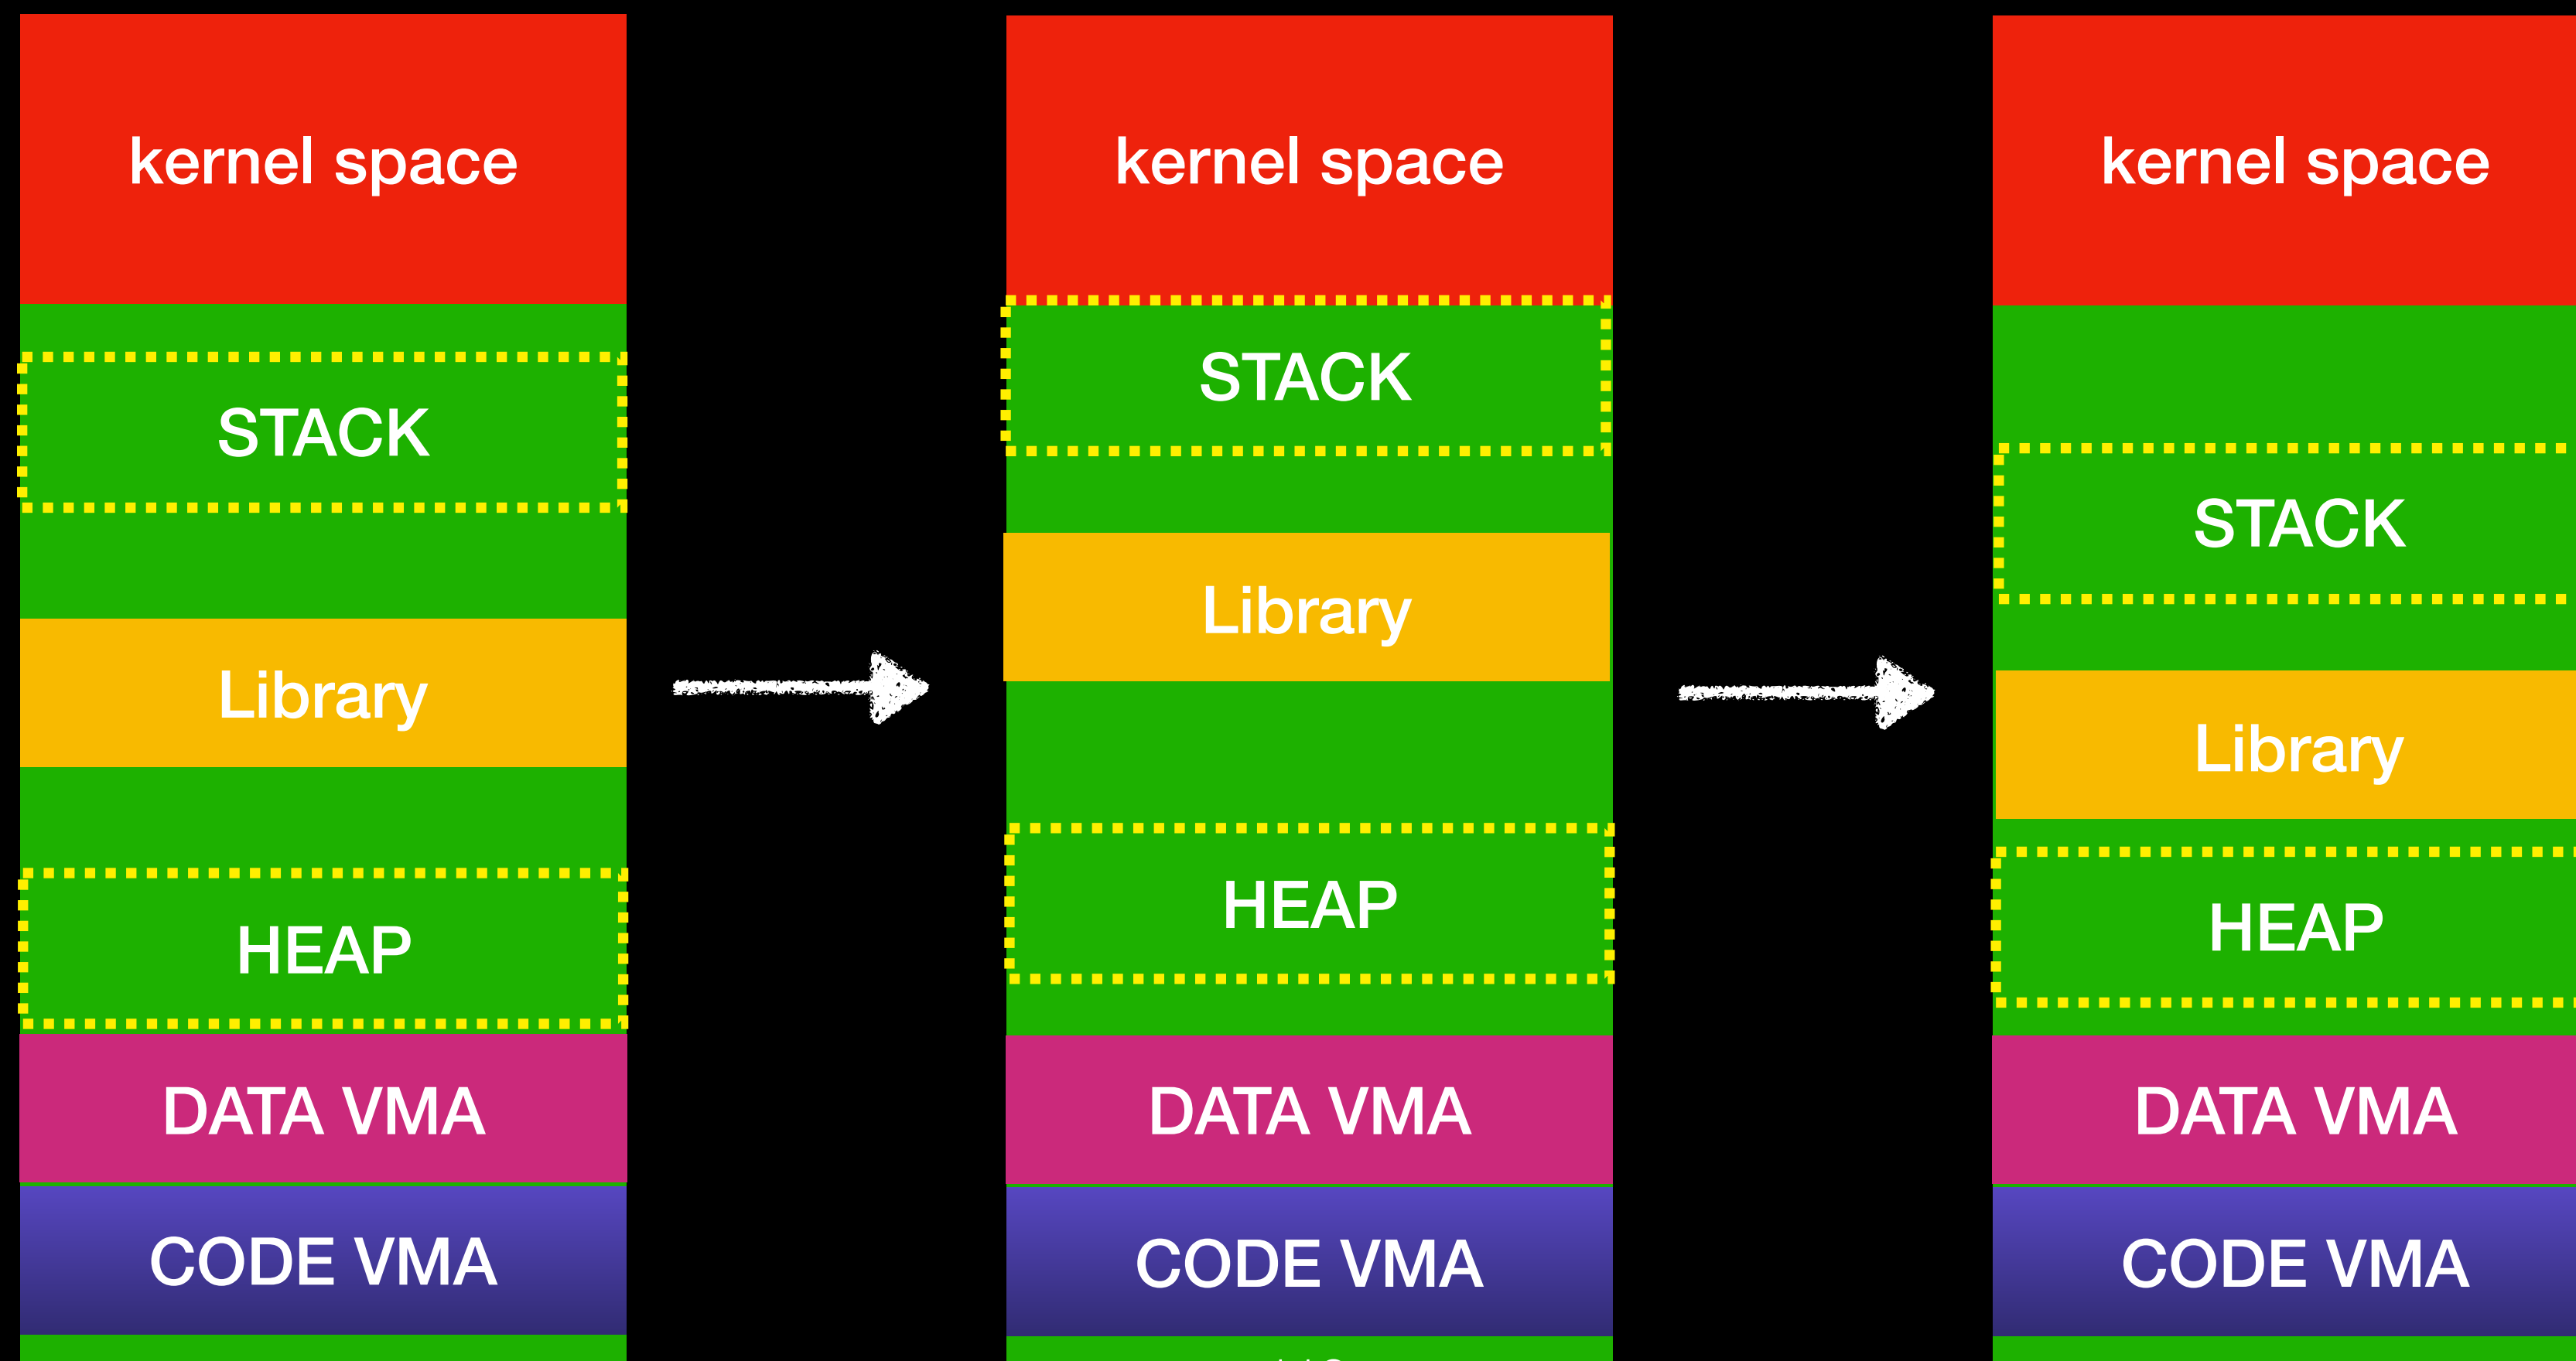 kernel space
STACK
Library
HEAP
DATA VMA
CODE VMA
kernel space
STACK
Library
HEAP
DATA VMA
CODE VMA
kernel space
STACK
Library
HEAP
DATA VMA
CODE VMA